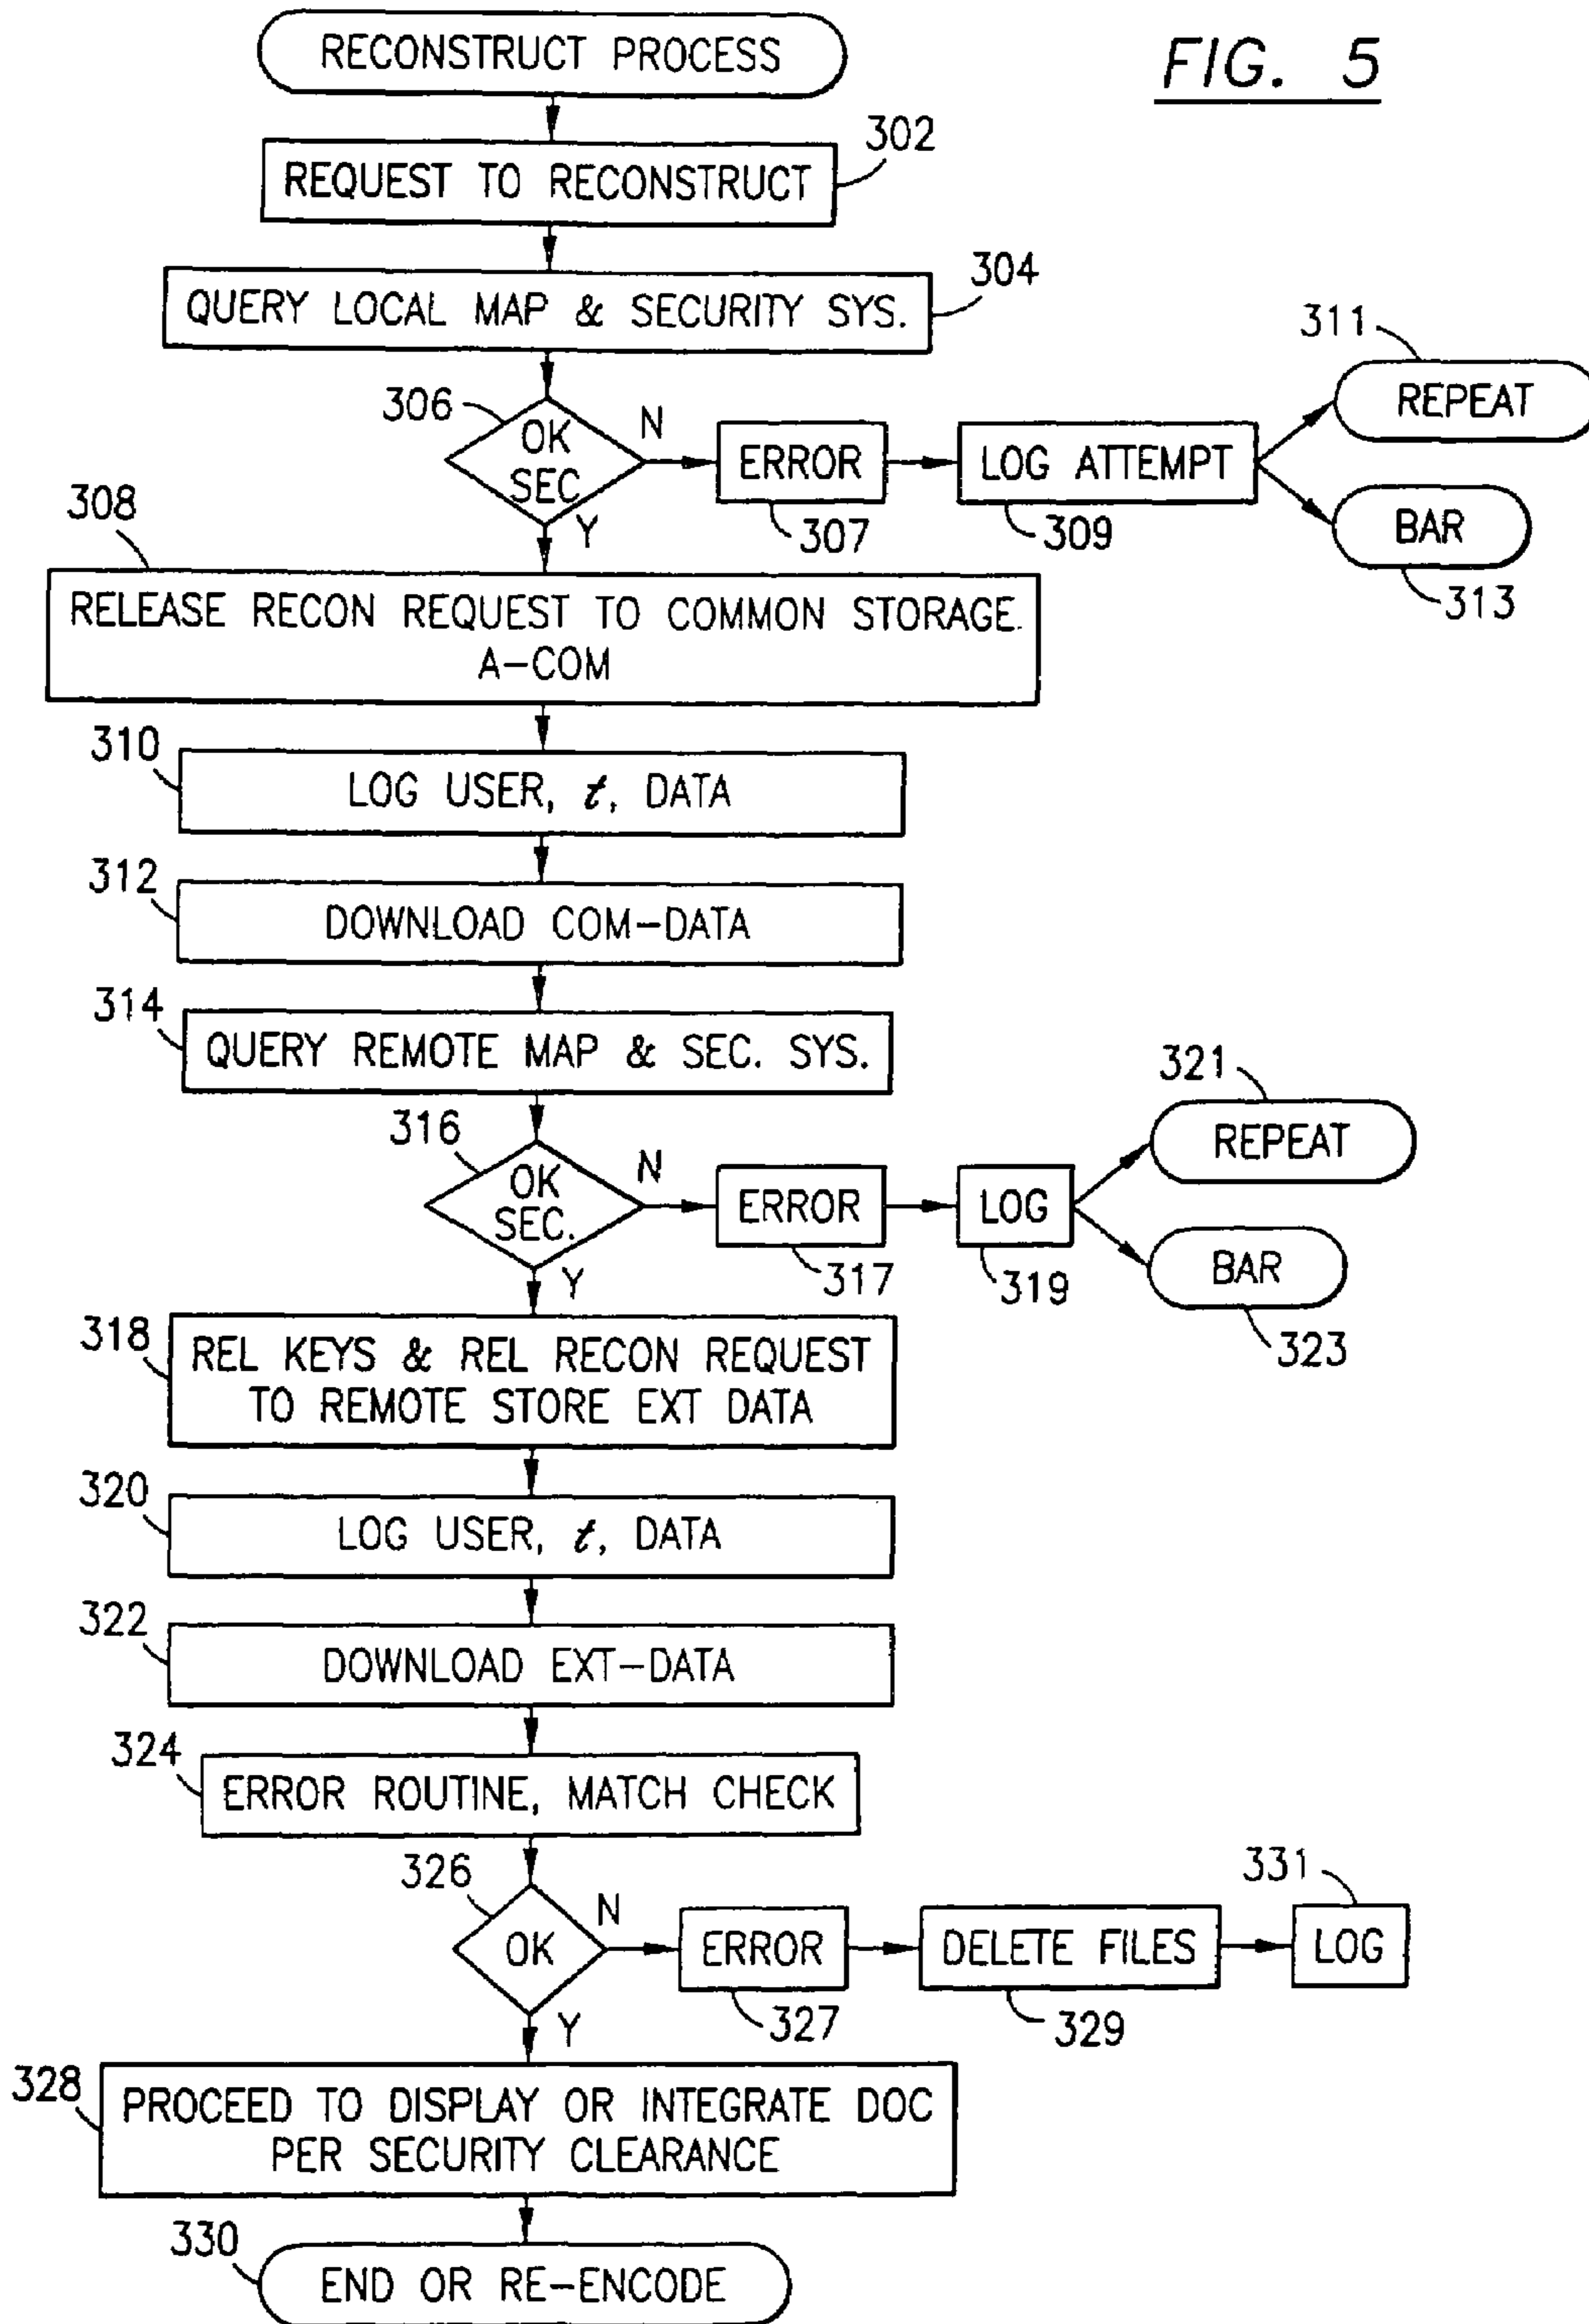 FIG. 5
RECONSTRUCT PROCESS
302
REQUEST TO RECONSTRUCT
304
QUERY LOCAL MAP & SECURITY SYS.
306
OK
SEC
N
Y
ERROR
307
LOG ATTEMPT
309
311
REPEAT
BAR
313
308
RELEASE RECON REQUEST TO COMMON STORAGE.
A-COM
310
LOG USER, t, DATA
312
DOWNLOAD COM-DATA
314
QUERY REMOTE MAP & SEC. SYS.
316
OK
SEC.
N
Y
ERROR
317
LOG
319
321
REPEAT
BAR
323
318
REL KEYS & REL RECON REQUEST
TO REMOTE STORE EXT DATA
320
LOG USER, t, DATA
322
DOWNLOAD EXT-DATA
324
ERROR ROUTINE, MATCH CHECK
326
OK
N
Y
ERROR
327
DELETE FILES
329
331
LOG
328
PROCEED TO DISPLAY OR INTEGRATE DOC
PER SECURITY CLEARANCE
330
END OR RE-ENCODE